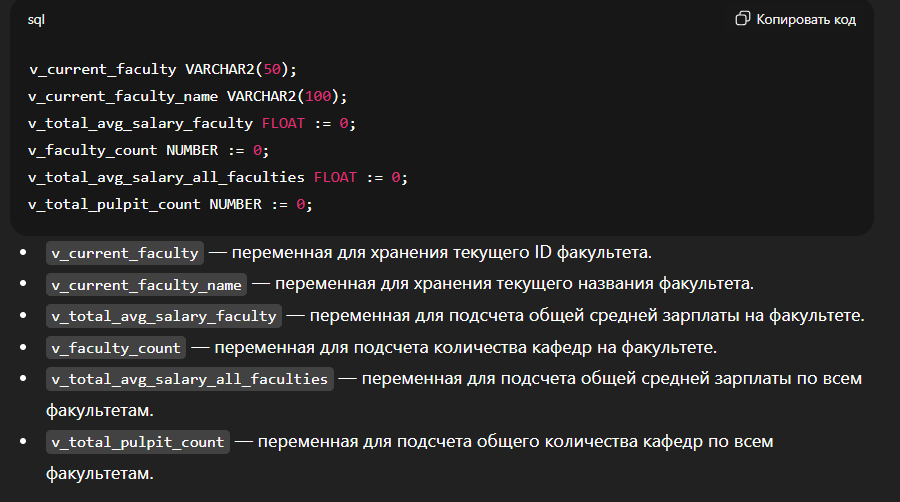 sql
Копировать код
v_current_faculty VARCHAR2(50);
v_current_faculty_name VARCHAR2(100);
v_total_avg_salary_faculty FLOAT := 0;
v_faculty_count NUMBER := 0;
v_total_avg_salary_all_faculties FLOAT := 0;
v_total_pulpit_count NUMBER := 0;
• v_current_faculty — переменная для хранения текущего ID факультета.
• v_current_faculty_name — переменная для хранения текущего названия факультета.
• v_total_avg_salary_faculty — переменная для подсчета общей средней зарплаты на факультете.
• v_faculty_count — переменная для подсчета количества кафедр на факультете.
• v_total_avg_salary_all_faculties — переменная для подсчета общей средней зарплаты по всем
факультетам.
• v_total_pulpit_count — переменная для подсчета общего количества кафедр по всем
факультетам.